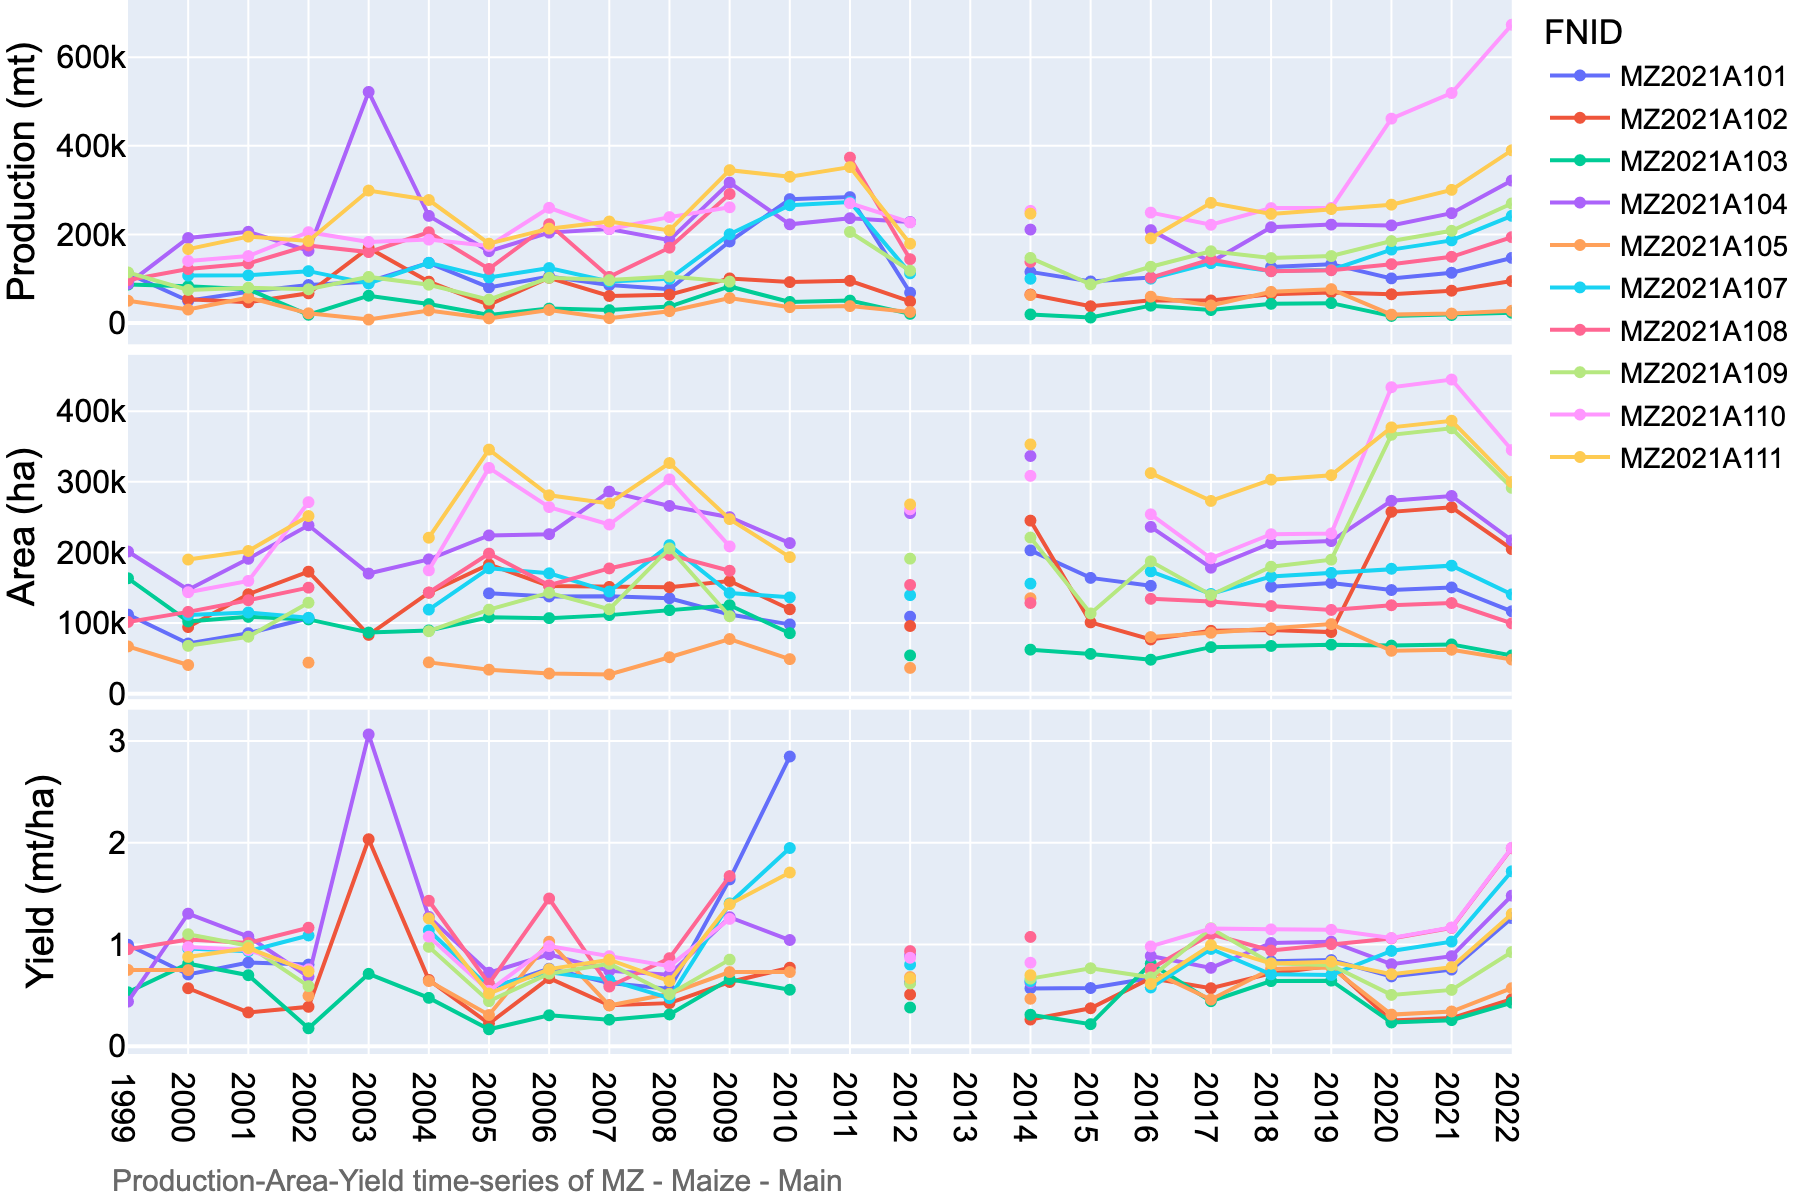 Production (mt)
600k
400k
200k
0
Area (ha)
400k
300k
200k
100k
0
Yield (mt/ha)
3
2
1
0
1999
2000
2001
2002
2003
2004
2005
2006
2007
2008
2009
2010
2011
2012
2013
2014
2015
2016
2017
2018
2019
2020
2021
2022
FNID
MZ2021A101
MZ2021A102
MZ2021A103
MZ2021A104
MZ2021A105
MZ2021A107
MZ2021A108
MZ2021A109
MZ2021A110
MZ2021A111
Production-Area-Yield time-series of MZ - Maize - Main